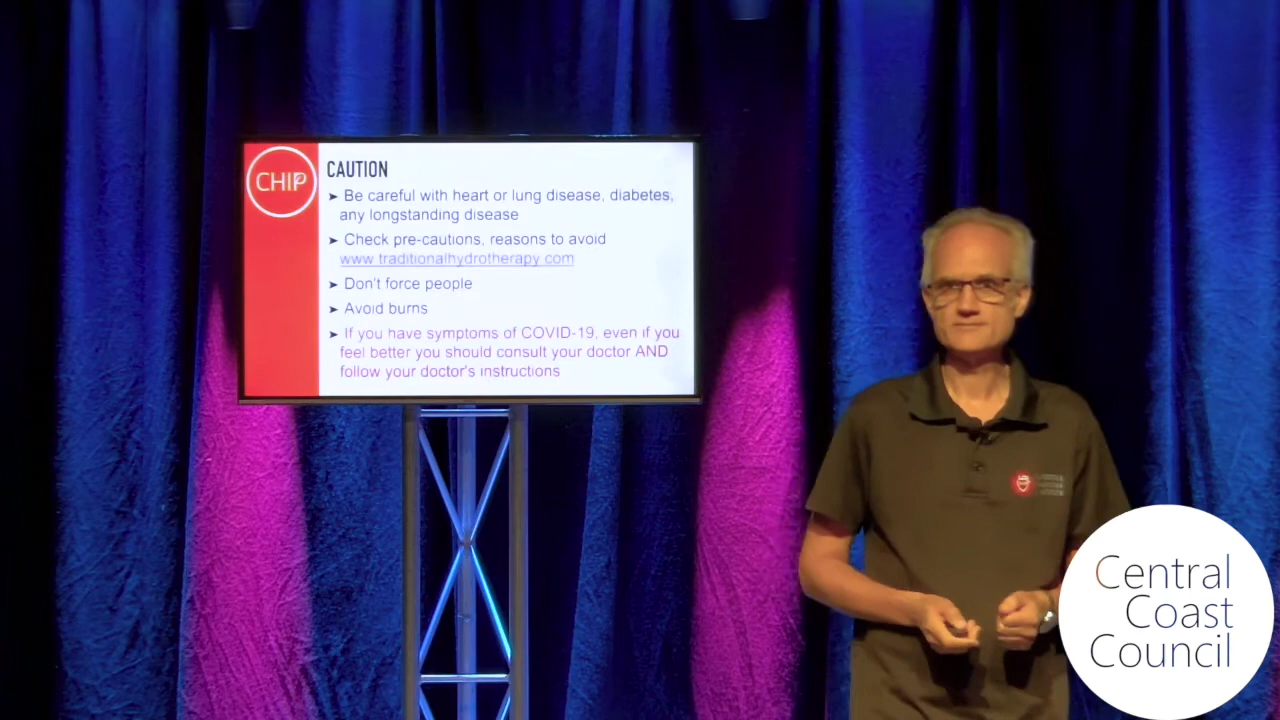 CHIP
CAUTION
➤ Be careful with heart or lung disease, diabetes,
any longstanding disease
➤ Check pre-cautions, reasons to avoid
www.traditionalhydrotherapy.com
➤ Don't force people
➤ Avoid burns
➤ If you have symptoms of COVID-19, even if you
feel better you should consult your doctor AND
follow your doctor's instructions
Central
Coast
Council